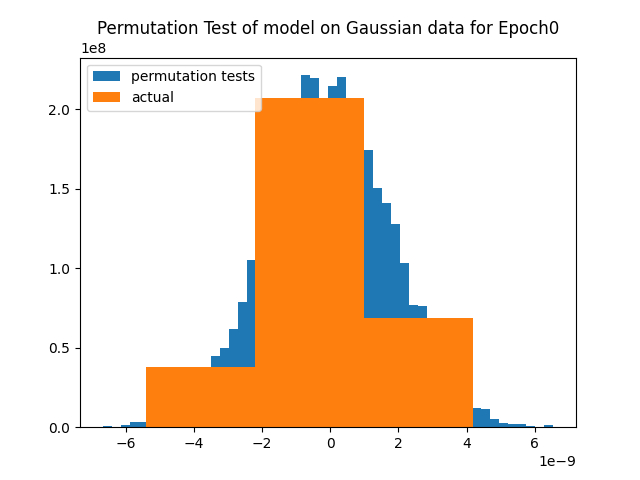 Permutation Test of model on Gaussian data for Epoch0
1e8
permutation tests
actual
2.0
1.5
1.0
0.5
0.0
−6 −4 −2 0 2 4 6
1e−9